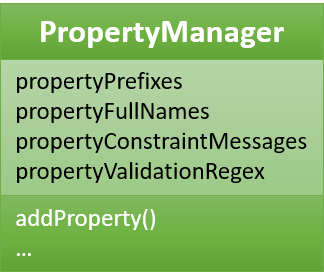 PropertyManager
propertyPrefixes
propertyFullNames
propertyConstraintMessages
propertyValidationRegex
addProperty()
...